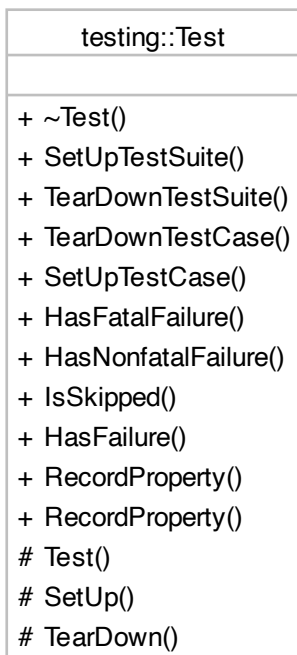 testing::Test
+ ~Test()
+ SetUpTestSuite()
+ TearDownTestSuite()
+ TearDownTestCase()
+ SetUpTestCase()
+ HasFatalFailure()
+ HasNonfatalFailure()
+ IsSkipped()
+ HasFailure()
+ RecordProperty()
+ RecordProperty()
# Test()
# SetUp()
# TearDown()